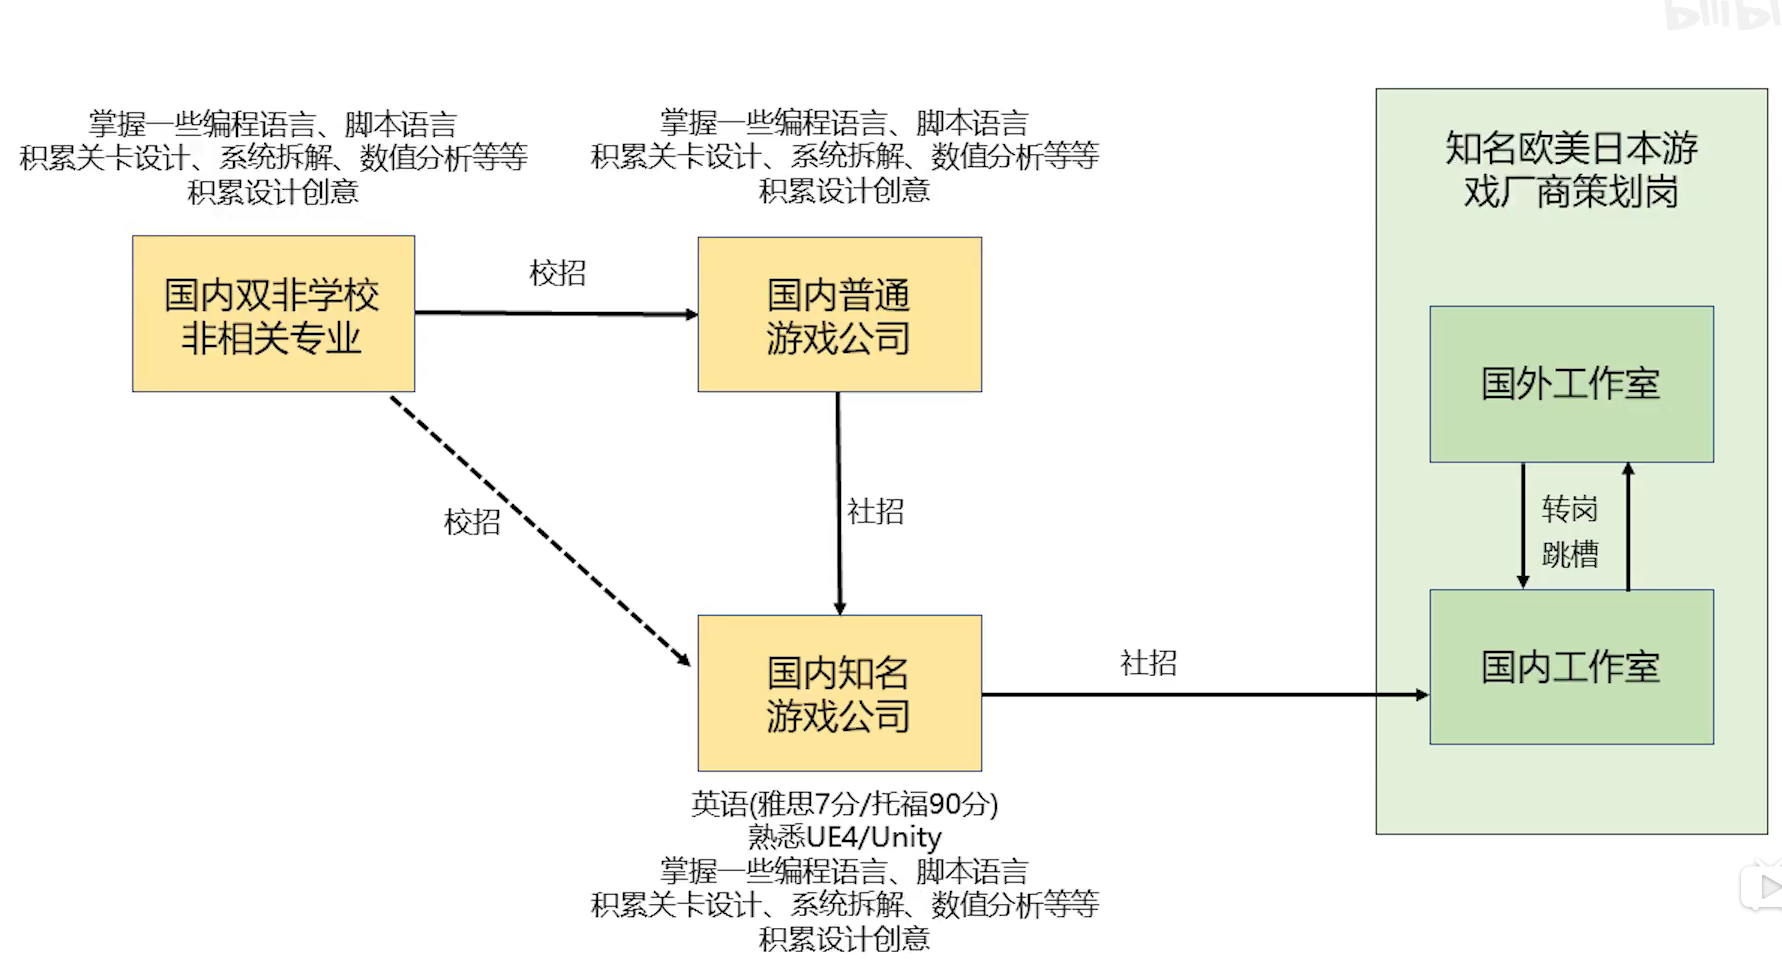 掌握一些编程语言、脚本语言
积累关卡设计、系统拆解、数值分析等等
积累设计创意
掌握一些编程语言、脚本语言
积累关卡设计、系统拆解、数值分析等等
积累设计创意
知名欧美日本游
戏厂商策划岗
国内双非学校
非相关专业
校招
国内普通
游戏公司
国外工作室
校招
社招
转岗
跳槽
国内知名
游戏公司
社招
国内工作室
英语(雅思7分/托福90分)
熟悉UE4/Unity
掌握一些编程语言、脚本语言
积累关卡设计、系统拆解、数值分析等等
积累设计创意